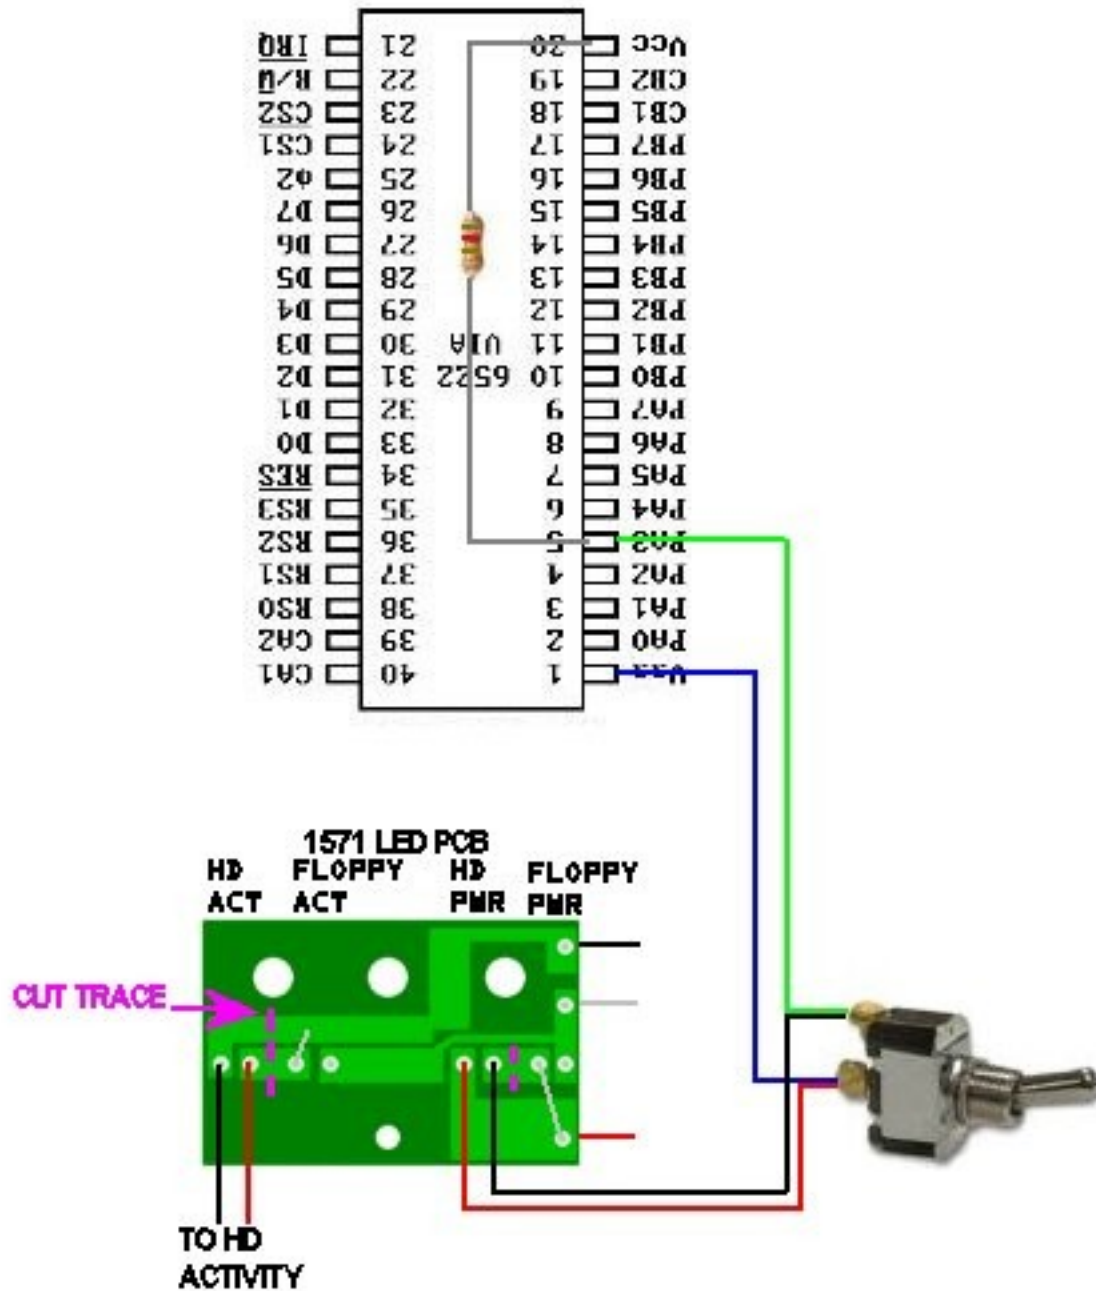 Vss 1 40 CA1
PA0 2 39 CA2
PA1 3 38 RS0
PA2 4 37 RS1
PA3 5 36 RS2
PA4 6 35 RS3
PA5 7 34 RES
PA6 8 33 D0
PA7 9 32 D1
PB0 10 6522 31 D2
PB1 11 VIA 30 D3
PB2 12 29 D4
PB3 13 28 D5
PB4 14 27 D6
PB5 15 26 D7
PB6 16 25 φ2
PB7 17 24 CS1
CB1 18 23 CS2
CB2 19 22 R/W
Vcc 20 21 IRQ
1571 LED PCB
HD FLOPPY HD FLOPPY
ACT ACT PWR PWR
CUT TRACE
TO HD
ACTIVITY